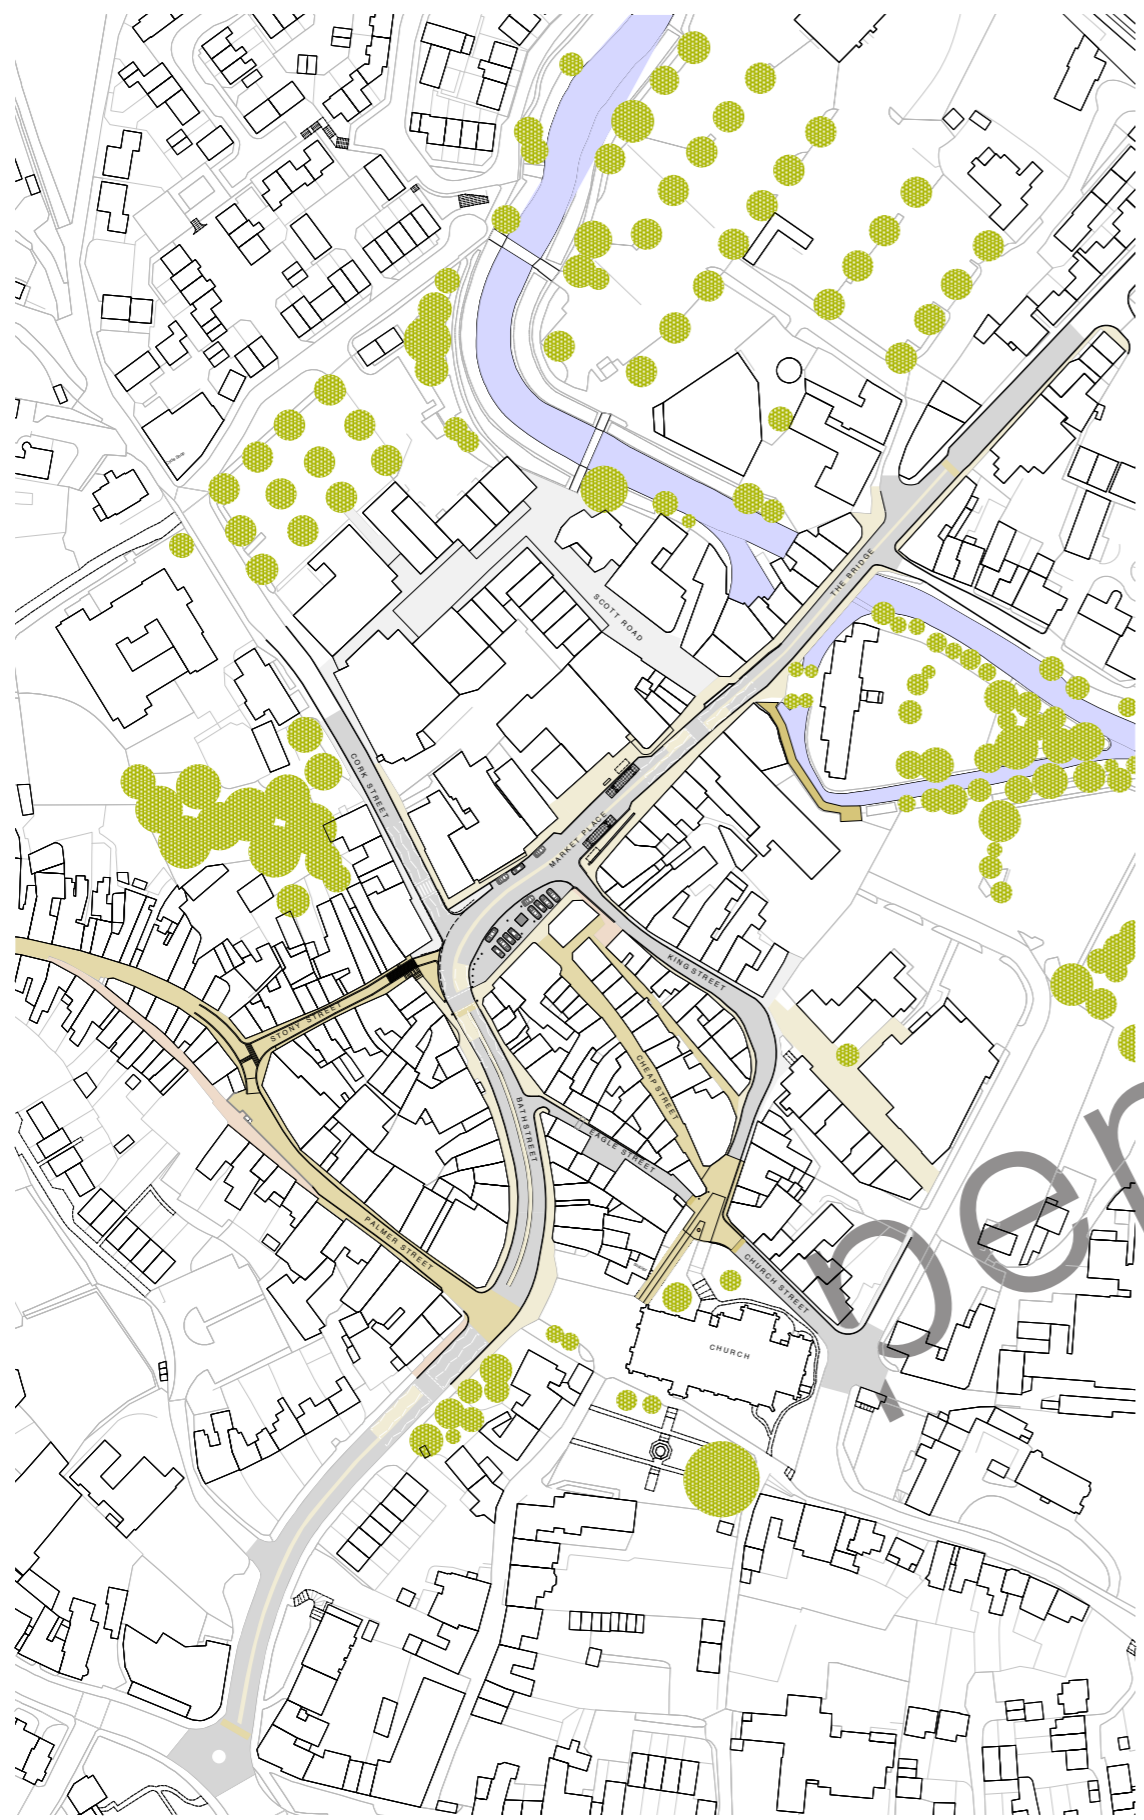 SCOTT ROAD
THE BRIDGE
CORK STREET
MARKET PLACE
KING STREET
STONY STREET
CHEAP STREET
BATH STREET
EAGLE STREET
PALMER STREET
CHURCH STREET
CHURCH
per